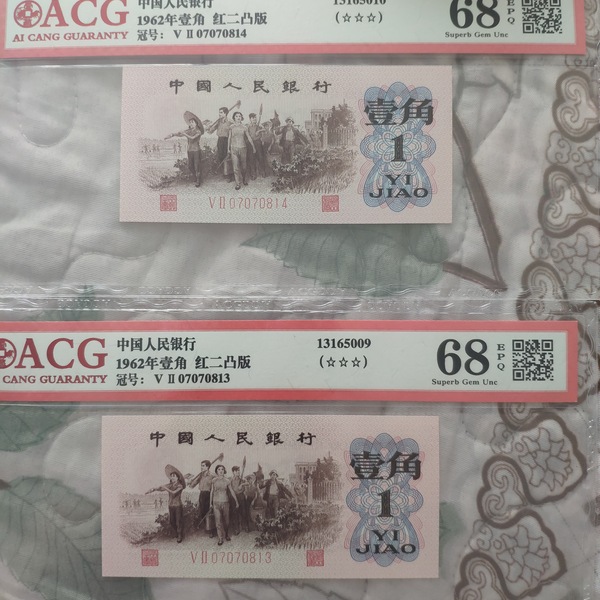 ACG
AI CANG GUARANTY
中国人民银行
1962年壹角 红二凸版
冠号: V II 07070814
13165010
(☆☆☆)
68
EPQ
Superb Gem Unc
中國人民銀行
壹角
1
YI
JIAO
V II 07070814
ACG
CANG GUARANTY
中国人民银行
1962年壹角 红二凸版
冠号: V II 07070813
13165009
(☆☆☆)
68
EPQ
Superb Gem Unc
中國人民銀行
壹角
1
YI
JIAO
V II 07070813